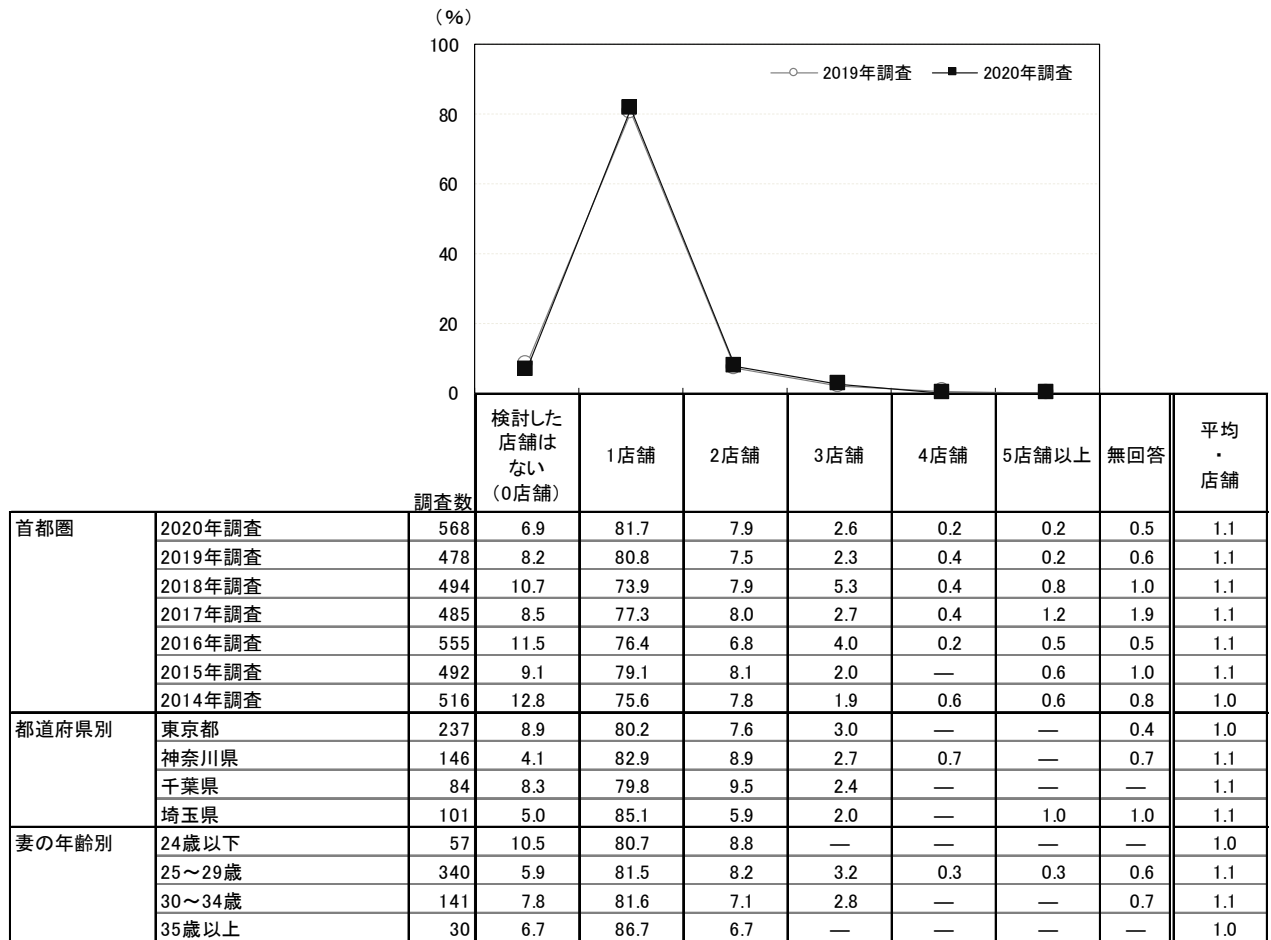 （%）
100
80
60
40
20
0
2019年調査 2020年調査
調査数
検討した
店舗は
ない
（0店舗）
1店舗
2店舗
3店舗
4店舗
5店舗以上
無回答
平均
・
店舗
首都圏 2020年調査 568 6.9 81.7 7.9 2.6 0.2 0.2 0.5 1.1
2019年調査 478 8.2 80.8 7.5 2.3 0.4 0.2 0.6 1.1
2018年調査 494 10.7 73.9 7.9 5.3 0.4 0.8 1.0 1.1
2017年調査 485 8.5 77.3 8.0 2.7 0.4 1.2 1.9 1.1
2016年調査 555 11.5 76.4 6.8 4.0 0.2 0.5 0.5 1.1
2015年調査 492 9.1 79.1 8.1 2.0 — 0.6 1.0 1.1
2014年調査 516 12.8 75.6 7.8 1.9 0.6 0.6 0.8 1.0
都道府県別 東京都 237 8.9 80.2 7.6 3.0 — — 0.4 1.0
神奈川県 146 4.1 82.9 8.9 2.7 0.7 — 0.7 1.1
千葉県 84 8.3 79.8 9.5 2.4 — — — 1.1
埼玉県 101 5.0 85.1 5.9 2.0 — 1.0 1.0 1.1
妻の年齢別 24歳以下 57 10.5 80.7 8.8 — — — — 1.0
25～29歳 340 5.9 81.5 8.2 3.2 0.3 0.3 0.6 1.1
30～34歳 141 7.8 81.6 7.1 2.8 — — 0.7 1.1
35歳以上 30 6.7 86.7 6.7 — — — — 1.0